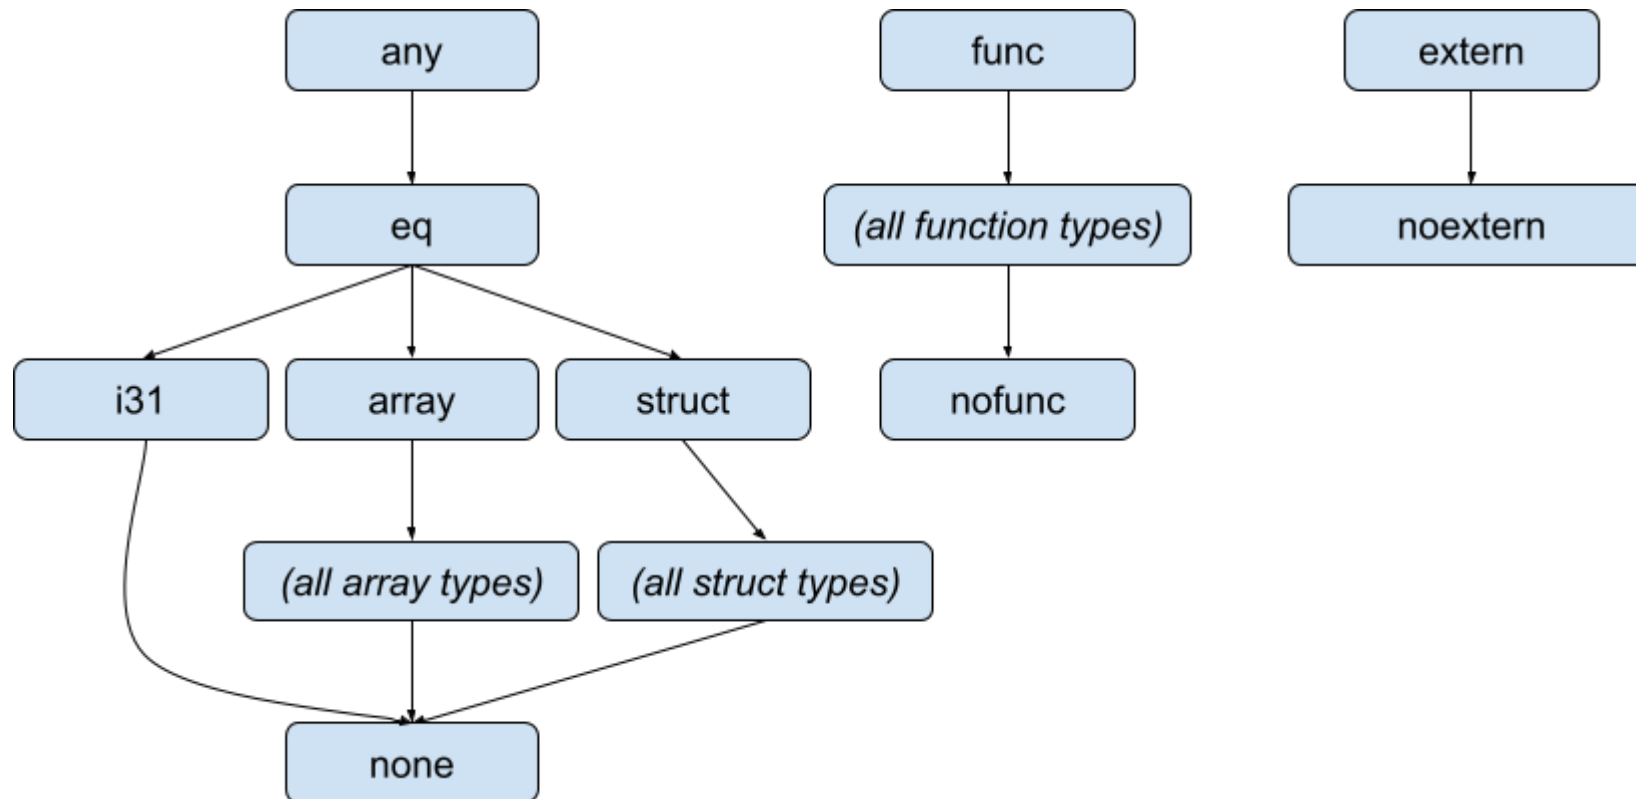 any
func
extern
eq
(all function types)
noextern
i31
array
struct
nofunc
(all array types)
(all struct types)
none